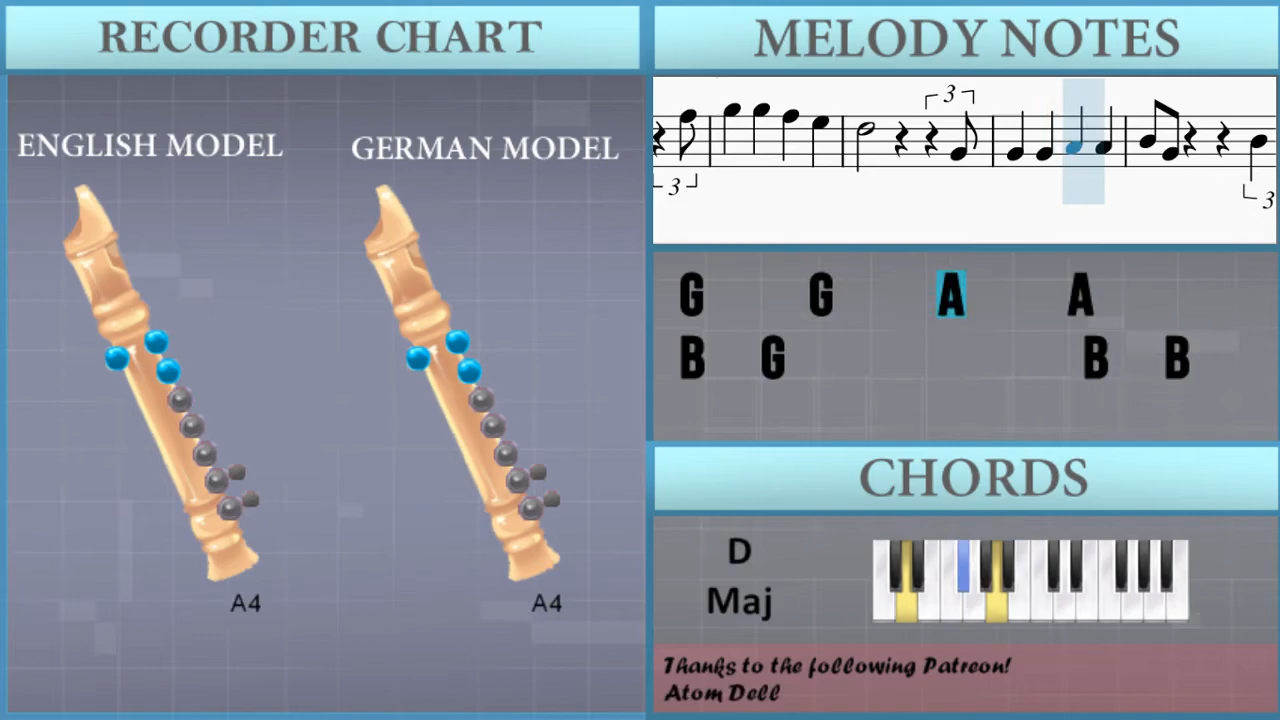 RECORDER CHART
ENGLISH MODEL
GERMAN MODEL
A4
A4
MELODY NOTES
3
3
3
G G A A
B G B B
CHORDS
D
Maj
Thanks to the following Patreon!
Atom Dell